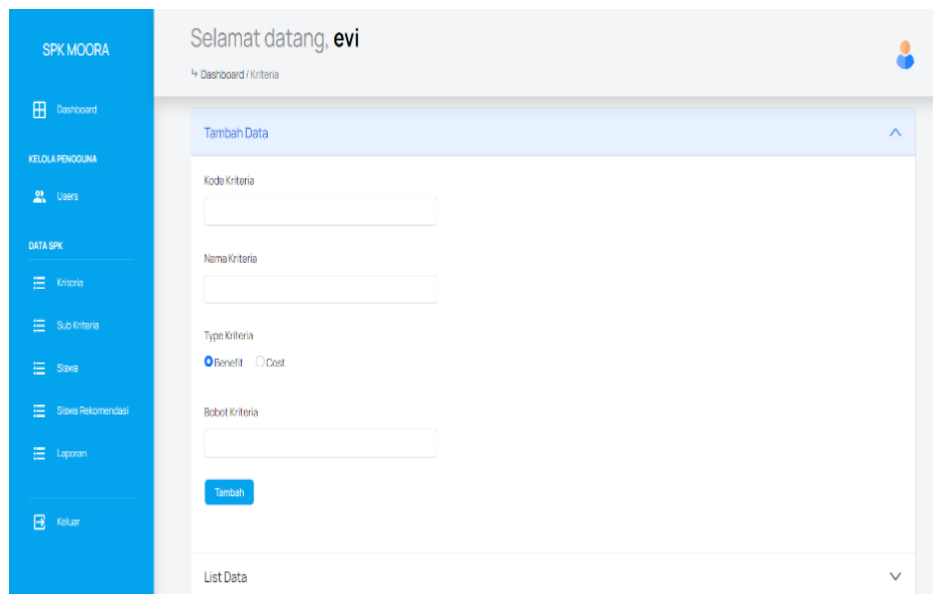 SPK MOORA
Dashboard
KELOLA PENGGUNA
Users
DATA SPK
Kriteria
Sub Kriteria
Siswa
Siswa Rekomendasi
Laporan
Keluar
Selamat datang, evi
Dashboard / Kriteria
Tambah Data
Kode Kriteria
Nama Kriteria
Type Kriteria
Benefit Cost
Bobot Kriteria
Tambah
List Data